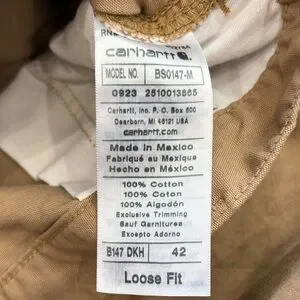 RN
carhartt
MODEL NO. BS0147-M
0923 2510013865
Carhartt, Inc. P.O. Box 600
Dearborn, MI 48121 USA
carhartt.com
Made in Mexico
Fabriqué au Mexique
Hecho en México
100% Cotton
100% Coton
100% Algodón
Exclusive Trimming
Sauf Garnitures
Excepto Adorno
B147 DKH 42
Loose Fit